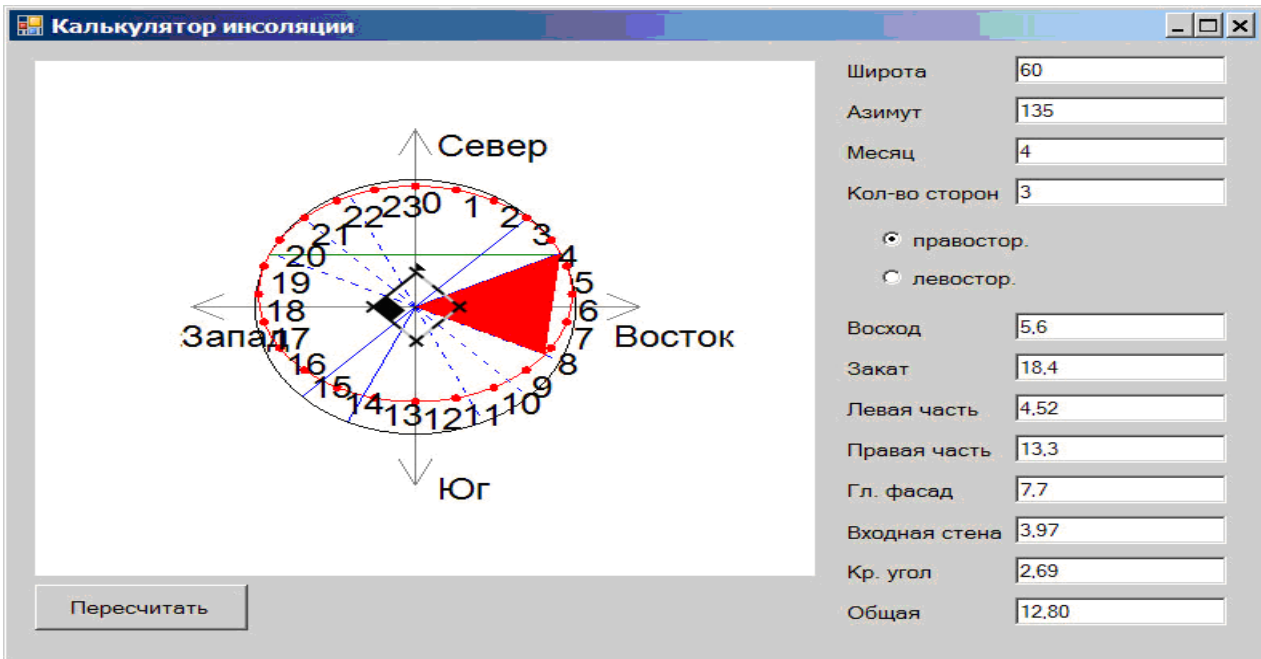 Калькулятор инсоляции
Север
23 0 1
22 2
21 3
20 4
19 5
18 6
Запад 17 7 Восток
16 8
15 9
14 13 12 11 10
Юг
Пересчитать
Широта 60
Азимут 135
Месяц 4
Кол-во сторон 3
правостор.
левостор.
Восход 5,6
Закат 18,4
Левая часть 4,52
Правая часть 13,3
Гл. фасад 7,7
Входная стена 3,97
Кр. угол 2,69
Общая 12,80